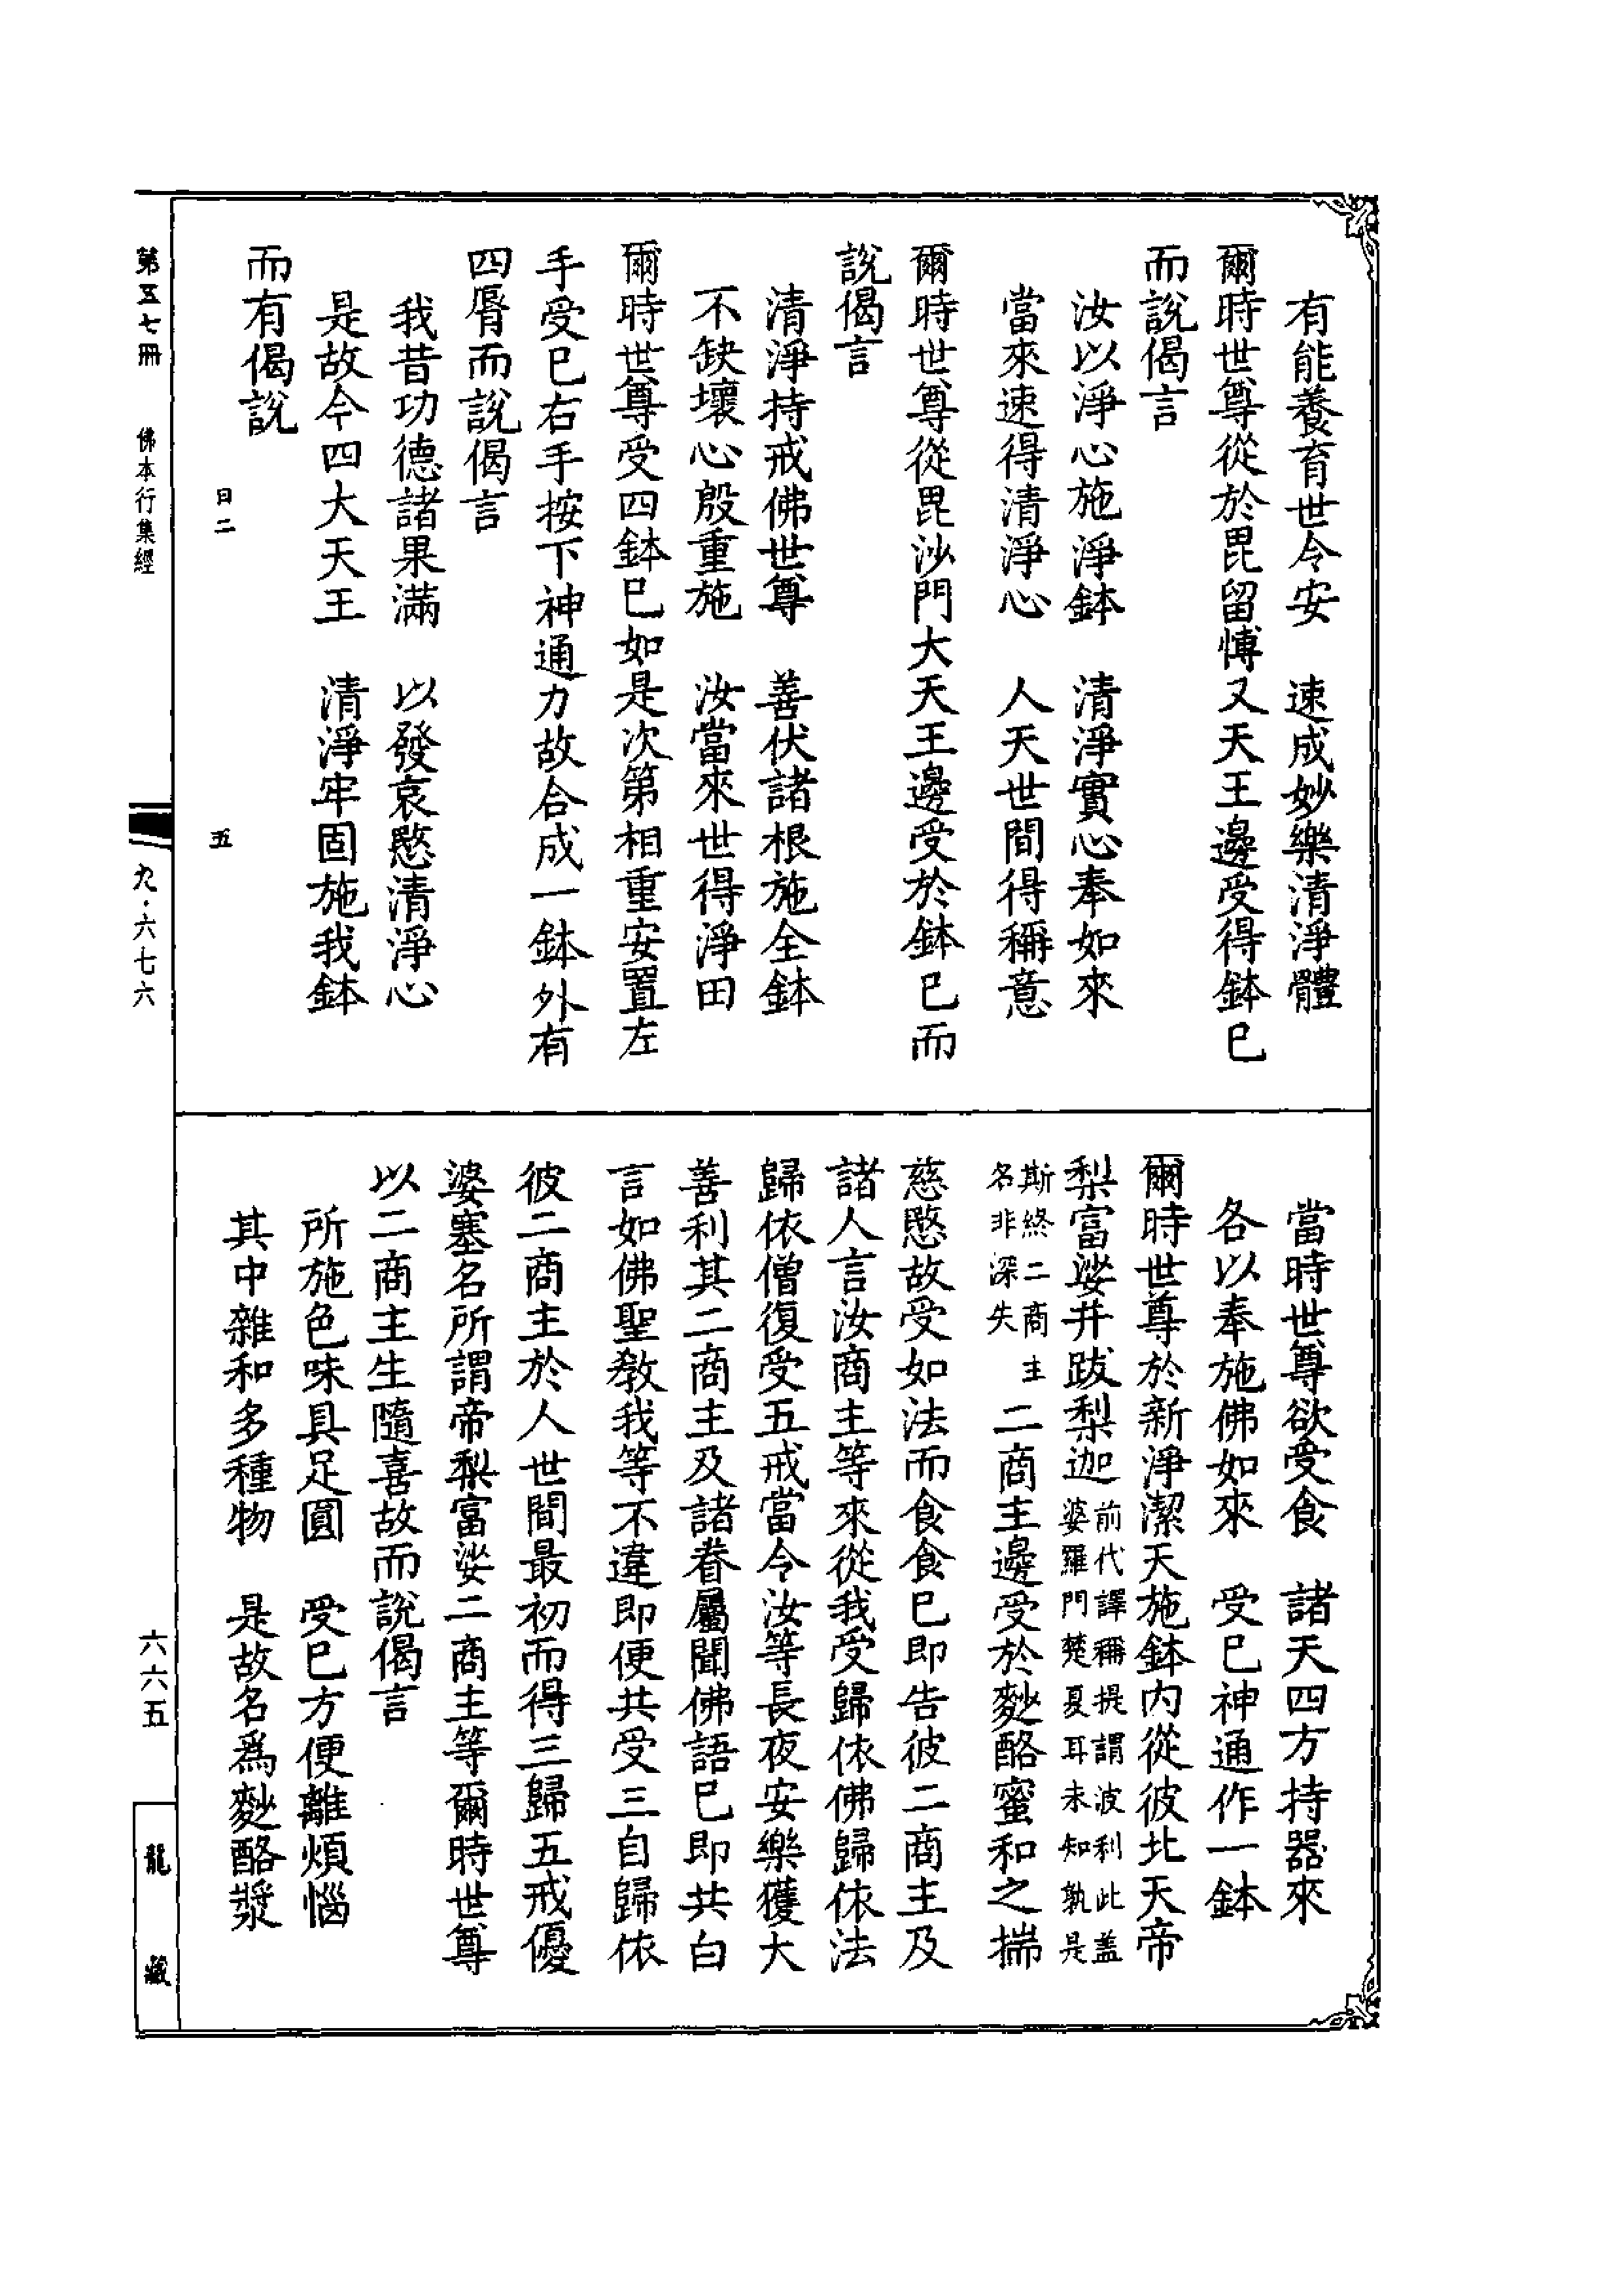 有能養育世令安　速成妙樂清淨體
爾時世尊從於毘留愽叉天王邊受得鉢巳
而說偈言
汝以淨心施淨鉢　清淨實心奉如來
當來速得清淨心　人天世間得稱意
爾時世尊從毘沙門大天王邊受於鉢巳而
說偈言
清淨持戒佛世尊　善伏諸根施全鉢
不缺壞心殷重施　汝當來世得淨田
爾時世尊受四鉢巳如是次第相重安置左
手受巳右手按下神通力故合成一鉢外有
四脣而說偈言
我昔功德諸果滿　以發哀愍清淨心
是故今四大天王　清淨牢固施我鉢
而有偈說
日二　五
當時世尊欲受食　諸天四方持器來
各以奉施佛如來　受巳神通作一鉢
爾時世尊於新淨潔天施鉢內從彼北天帝
梨富娑并跋梨迦前代譯稱提謂波利此盖
婆羅門楚夏耳未知孰是
斯終二商主
名非深失
二商主邊受於麨酪蜜和之揣
慈愍故受如法而食食巳即告彼二商主及
諸人言汝商主等來從我受歸依佛歸依法
歸依僧復受五戒當令汝等長夜安樂獲大
善利其二商主及諸眷屬聞佛語巳即共白
言如佛聖教我等不違即便共受三自歸依
彼二商主於人世間最初而得三歸五戒優
婆塞名所謂帝梨富娑二商主等爾時世尊
以二商主生隨喜故而說偈言
所施色味具足圓　受巳方便離煩惱
其中雜和多種物　是故名爲麨酪漿
第五七冊　佛本行集經
九·六七六
六六五
龍藏